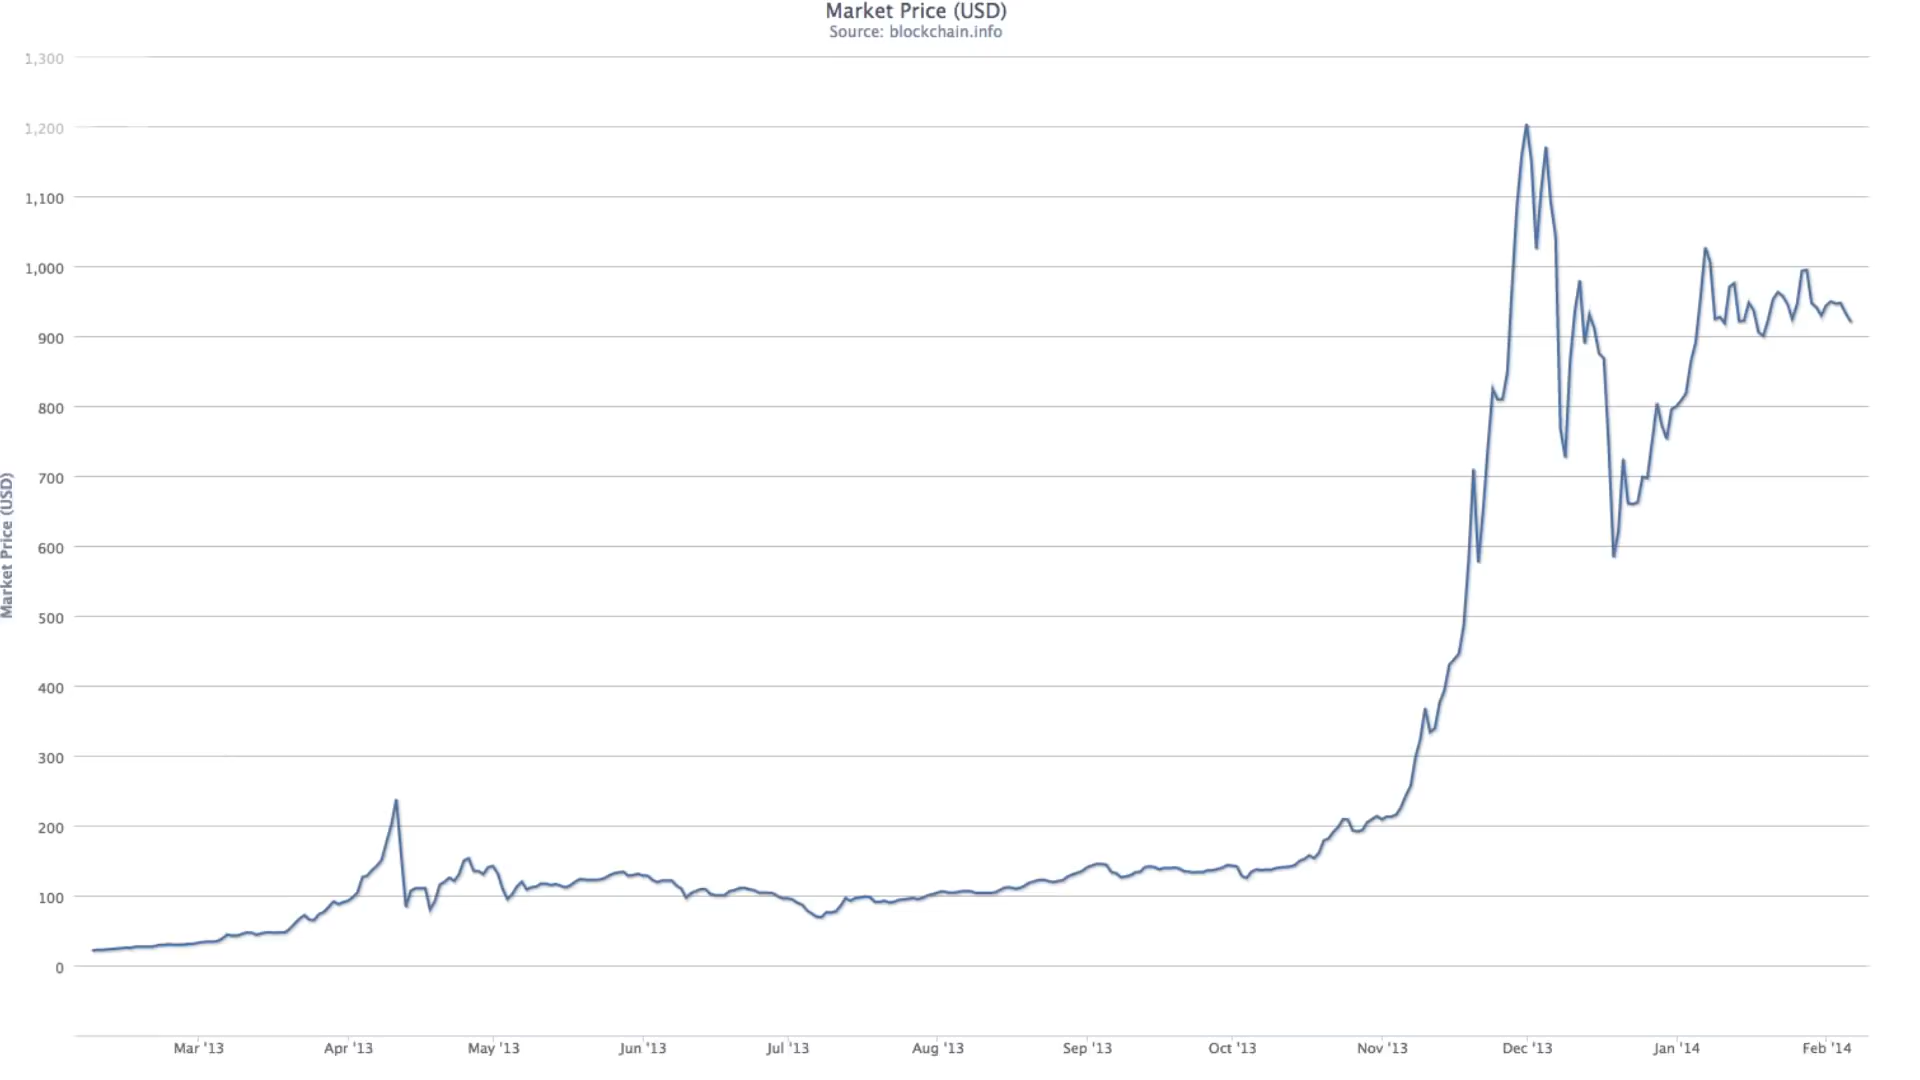 Market Price (USD)
Source: blockchain.info
1,300
1,200
1,100
1,000
900
800
700
600
500
400
300
200
100
0
Market Price (USD)
Mar '13
Apr '13
May '13
Jun '13
Jul '13
Aug '13
Sep '13
Oct '13
Nov '13
Dec '13
Jan '14
Feb '14